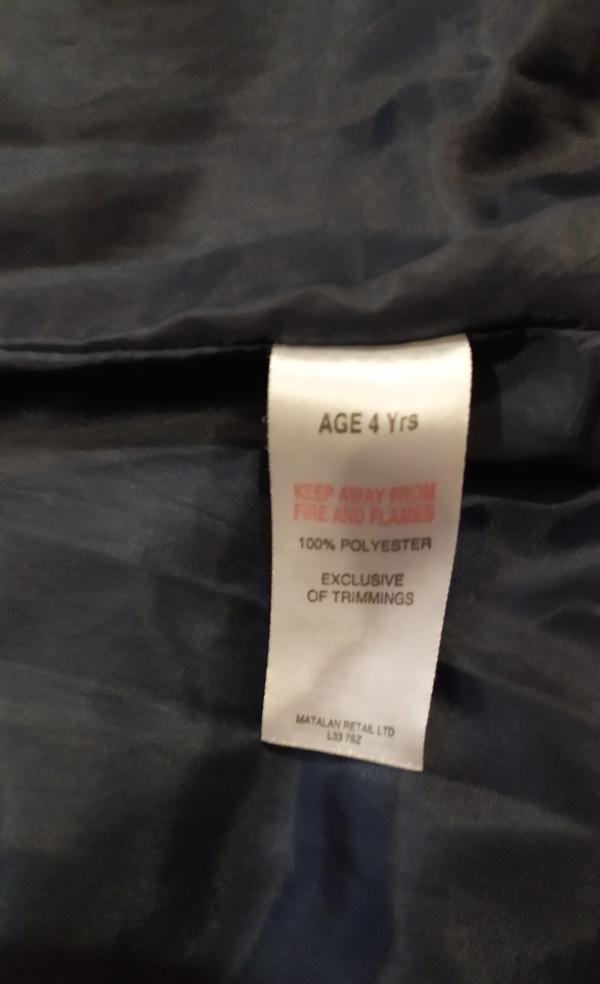 AGE 4 Yrs
KEEP AWAY FROM
FIRE AND FLAMES
100% POLYESTER
EXCLUSIVE
OF TRIMMINGS
MATALAN RETAIL LTD
L33 7SZ